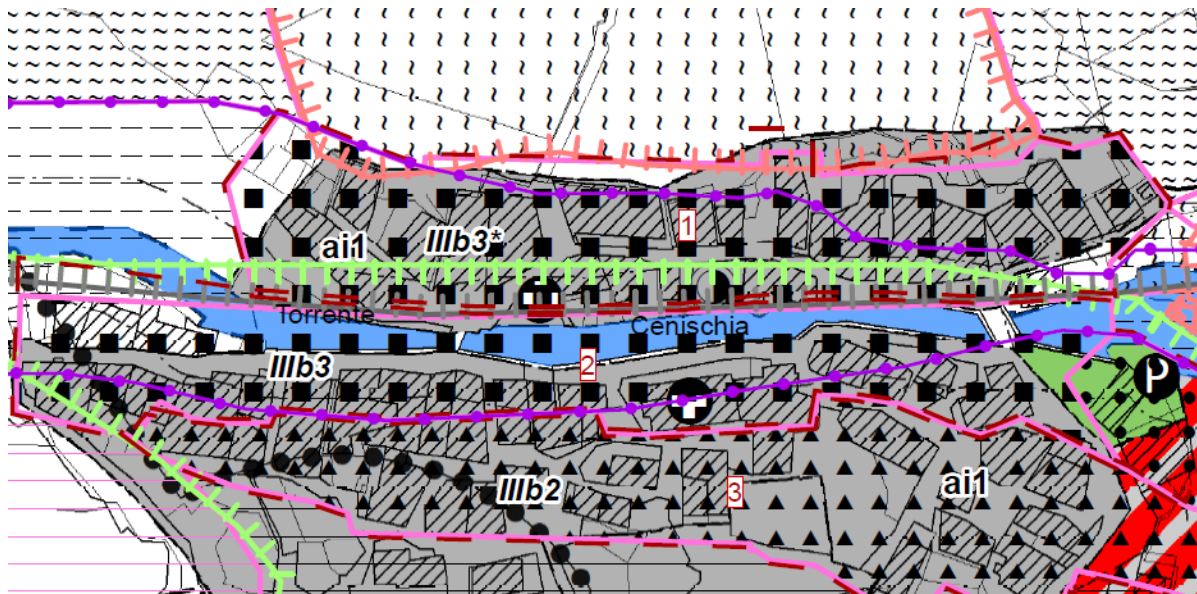 1
ai1
IIIb3*
Torrente
Cenischia
2
IIIb3
P
IIIb2
3
ai1